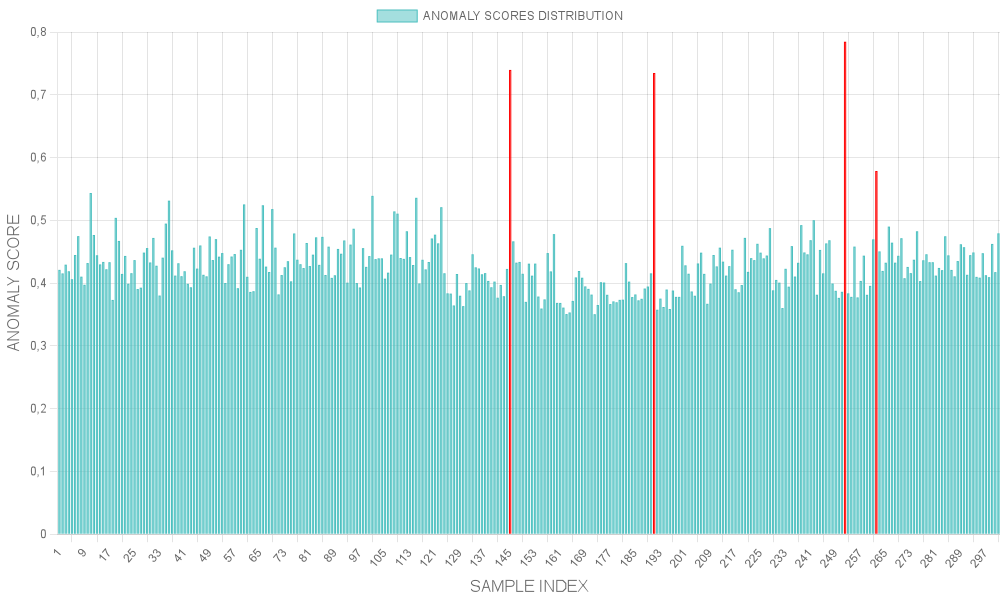 ANOMALY SCORES DISTRIBUTION
0,8
0,7
0,6
0,5
0,4
0,3
0,2
0,1
0
ANOMALY SCORE
1 9 17 25 33 41 49 57 65 73 81 89 97 105 113 121 129 137 145 153 161 169 177 185 193 201 209 217 225 233 241 249 257 265 273 281 289 297
SAMPLE INDEX